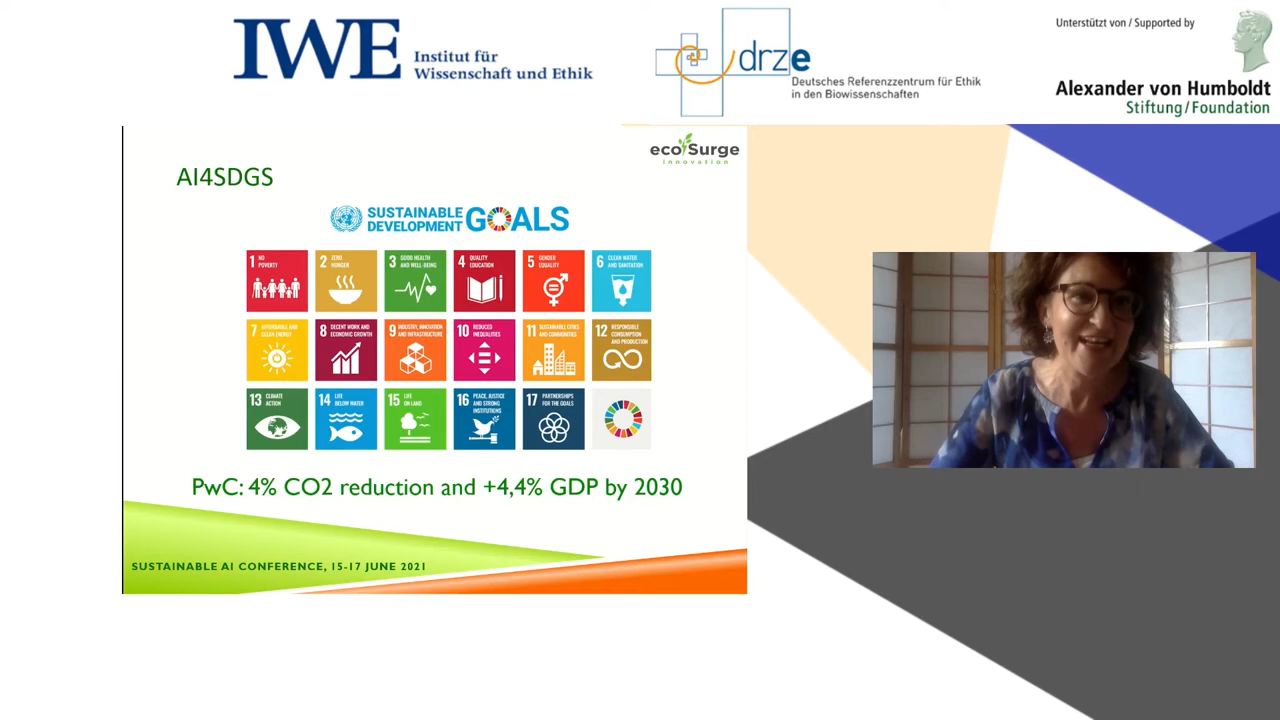 IWE Institut für
Wissenschaft und Ethik
drze
Deutsches Referenzzentrum für Ethik
in den Biowissenschaften
Unterstützt von / Supported by
Alexander von Humboldt
Stiftung/Foundation
ecoSurge
innovation
AI4SDGS
SUSTAINABLE
DEVELOPMENT
GOALS
1 NO
POVERTY
2 ZERO
HUNGER
3 GOOD HEALTH
AND WELL-BEING
4 QUALITY
EDUCATION
5 GENDER
EQUALITY
6 CLEAN WATER
AND SANITATION
7 AFFORDABLE AND
CLEAN ENERGY
8 DECENT WORK AND
ECONOMIC GROWTH
9 INDUSTRY, INNOVATION
AND INFRASTRUCTURE
10 REDUCED
INEQUALITIES
11 SUSTAINABLE CITIES
AND COMMUNITIES
12 RESPONSIBLE
CONSUMPTION
AND PRODUCTION
13 CLIMATE
ACTION
14 LIFE
BELOW WATER
15 LIFE
ON LAND
16 PEACE, JUSTICE
AND STRONG
INSTITUTIONS
17 PARTNERSHIPS
FOR THE GOALS
PwC: 4% CO2 reduction and +4,4% GDP by 2030
SUSTAINABLE AI CONFERENCE, 15-17 JUNE 2021